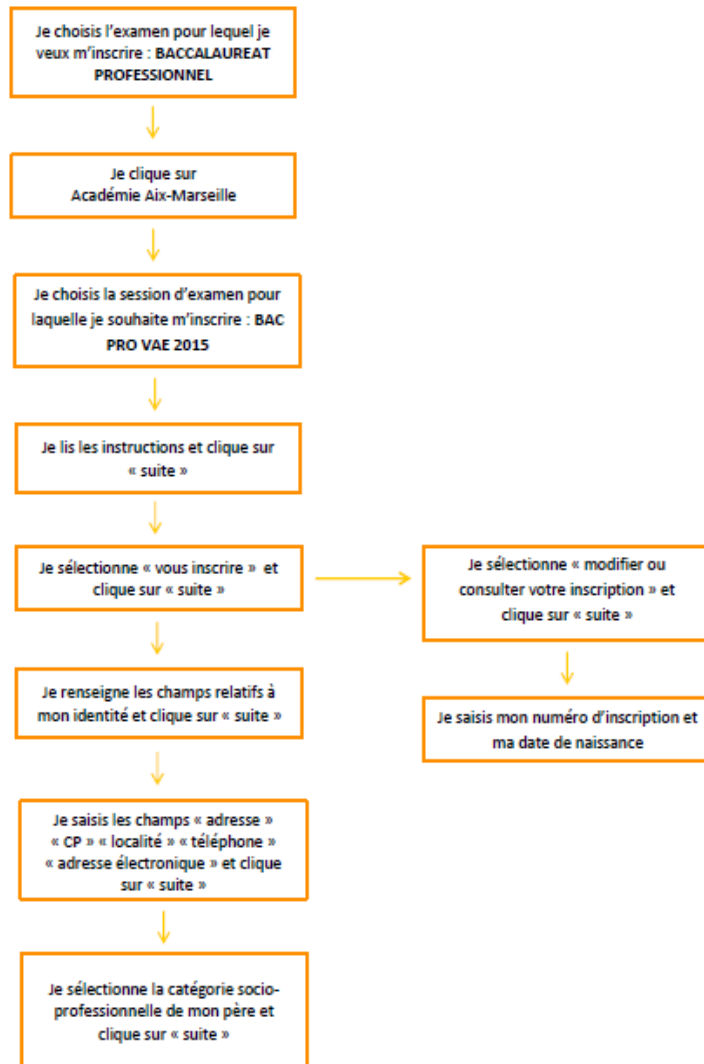 Je choisis l’examen pour lequel je
veux m’inscrire : BACCALAUREAT
PROFESSIONNEL
Je clique sur
Académie Aix-Marseille
Je choisis la session d’examen pour
laquelle je souhaite m’inscrire : BAC
PRO VAE 2015
Je lis les instructions et clique sur
« suite »
Je sélectionne « vous inscrire » et
clique sur « suite »
Je sélectionne « modifier ou
consulter votre inscription » et
clique sur « suite »
Je renseigne les champs relatifs à
mon identité et clique sur « suite »
Je saisis mon numéro d’inscription et
ma date de naissance
Je saisis les champs « adresse »
« CP » « localité » « téléphone »
« adresse électronique » et clique
sur « suite »
Je sélectionne la catégorie socio-
professionnelle de mon père et
clique sur « suite »